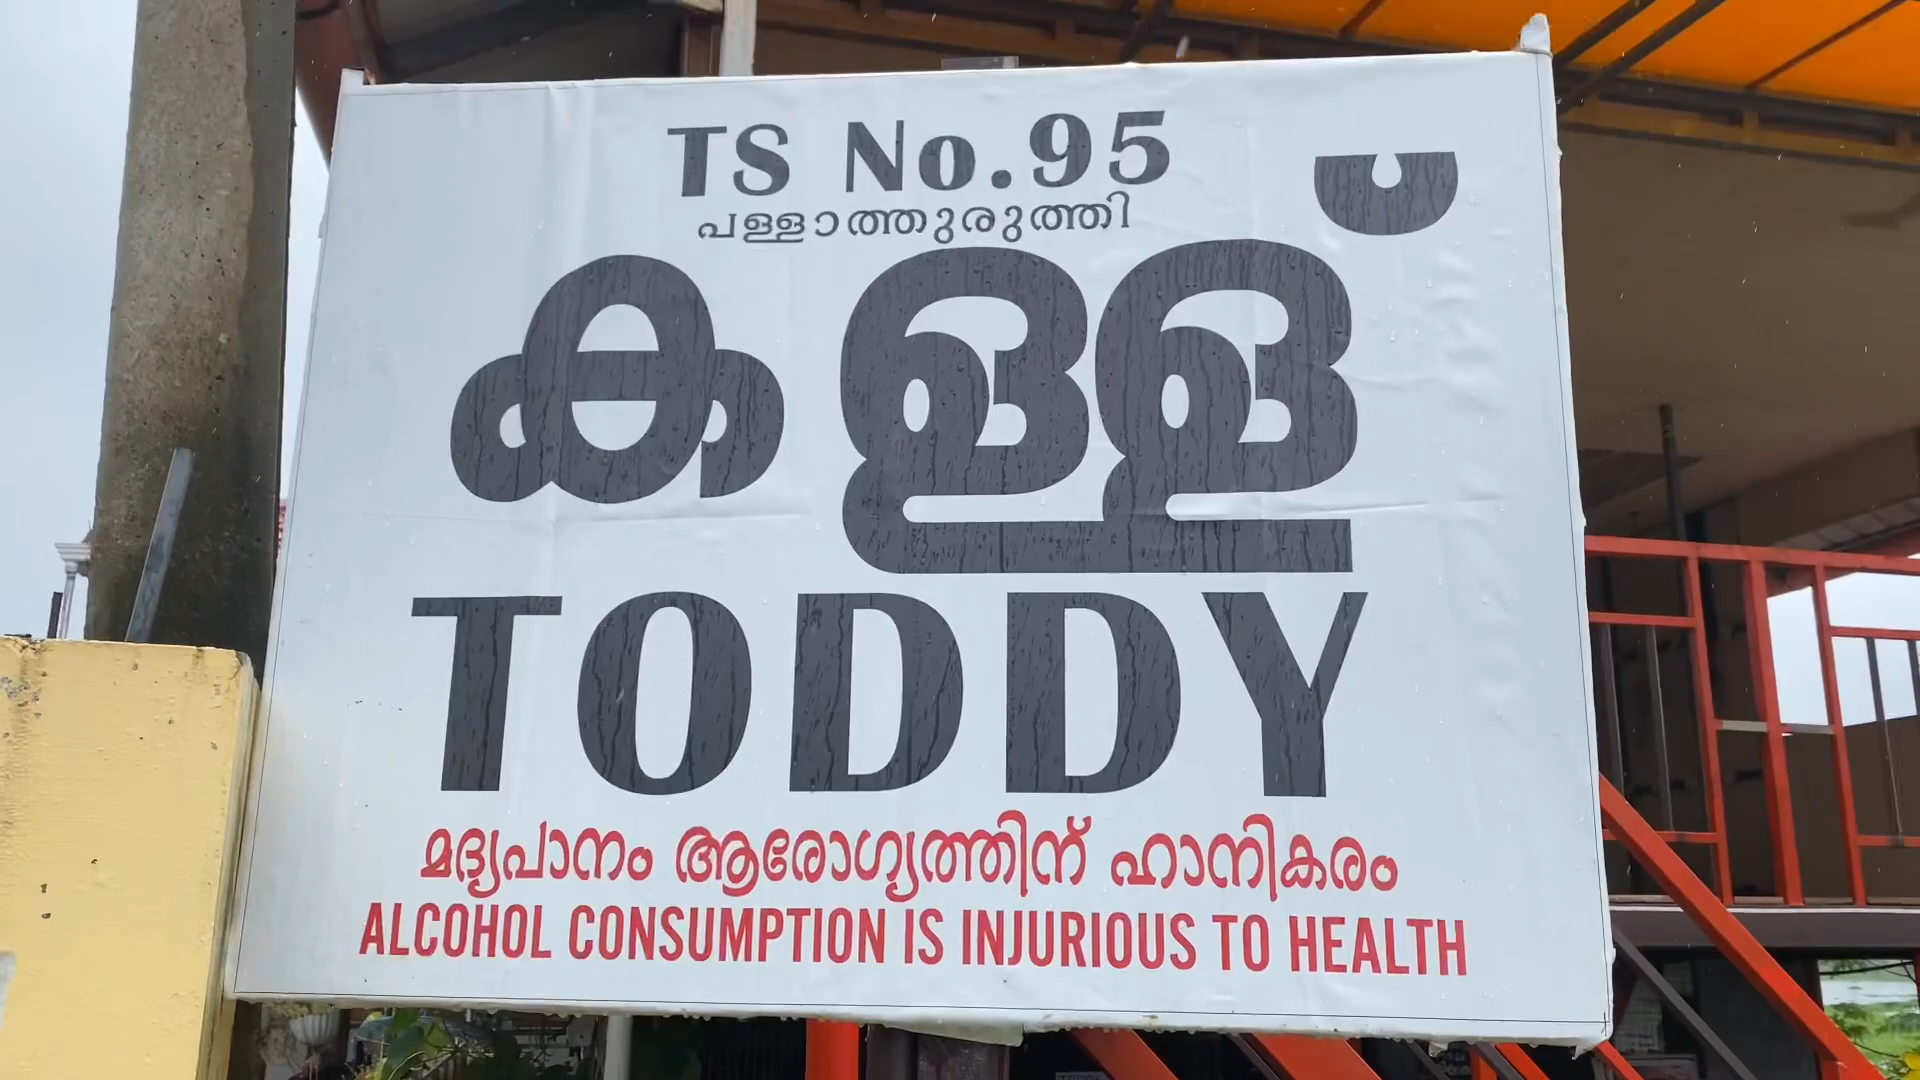 TS No.95
പള്ളാത്തുരുത്തി
കള്ള്
TODDY
മദ്യപാനം ആരോഗ്യത്തിന് ഹാനികരം
ALCOHOL CONSUMPTION IS INJURIOUS TO HEALTH